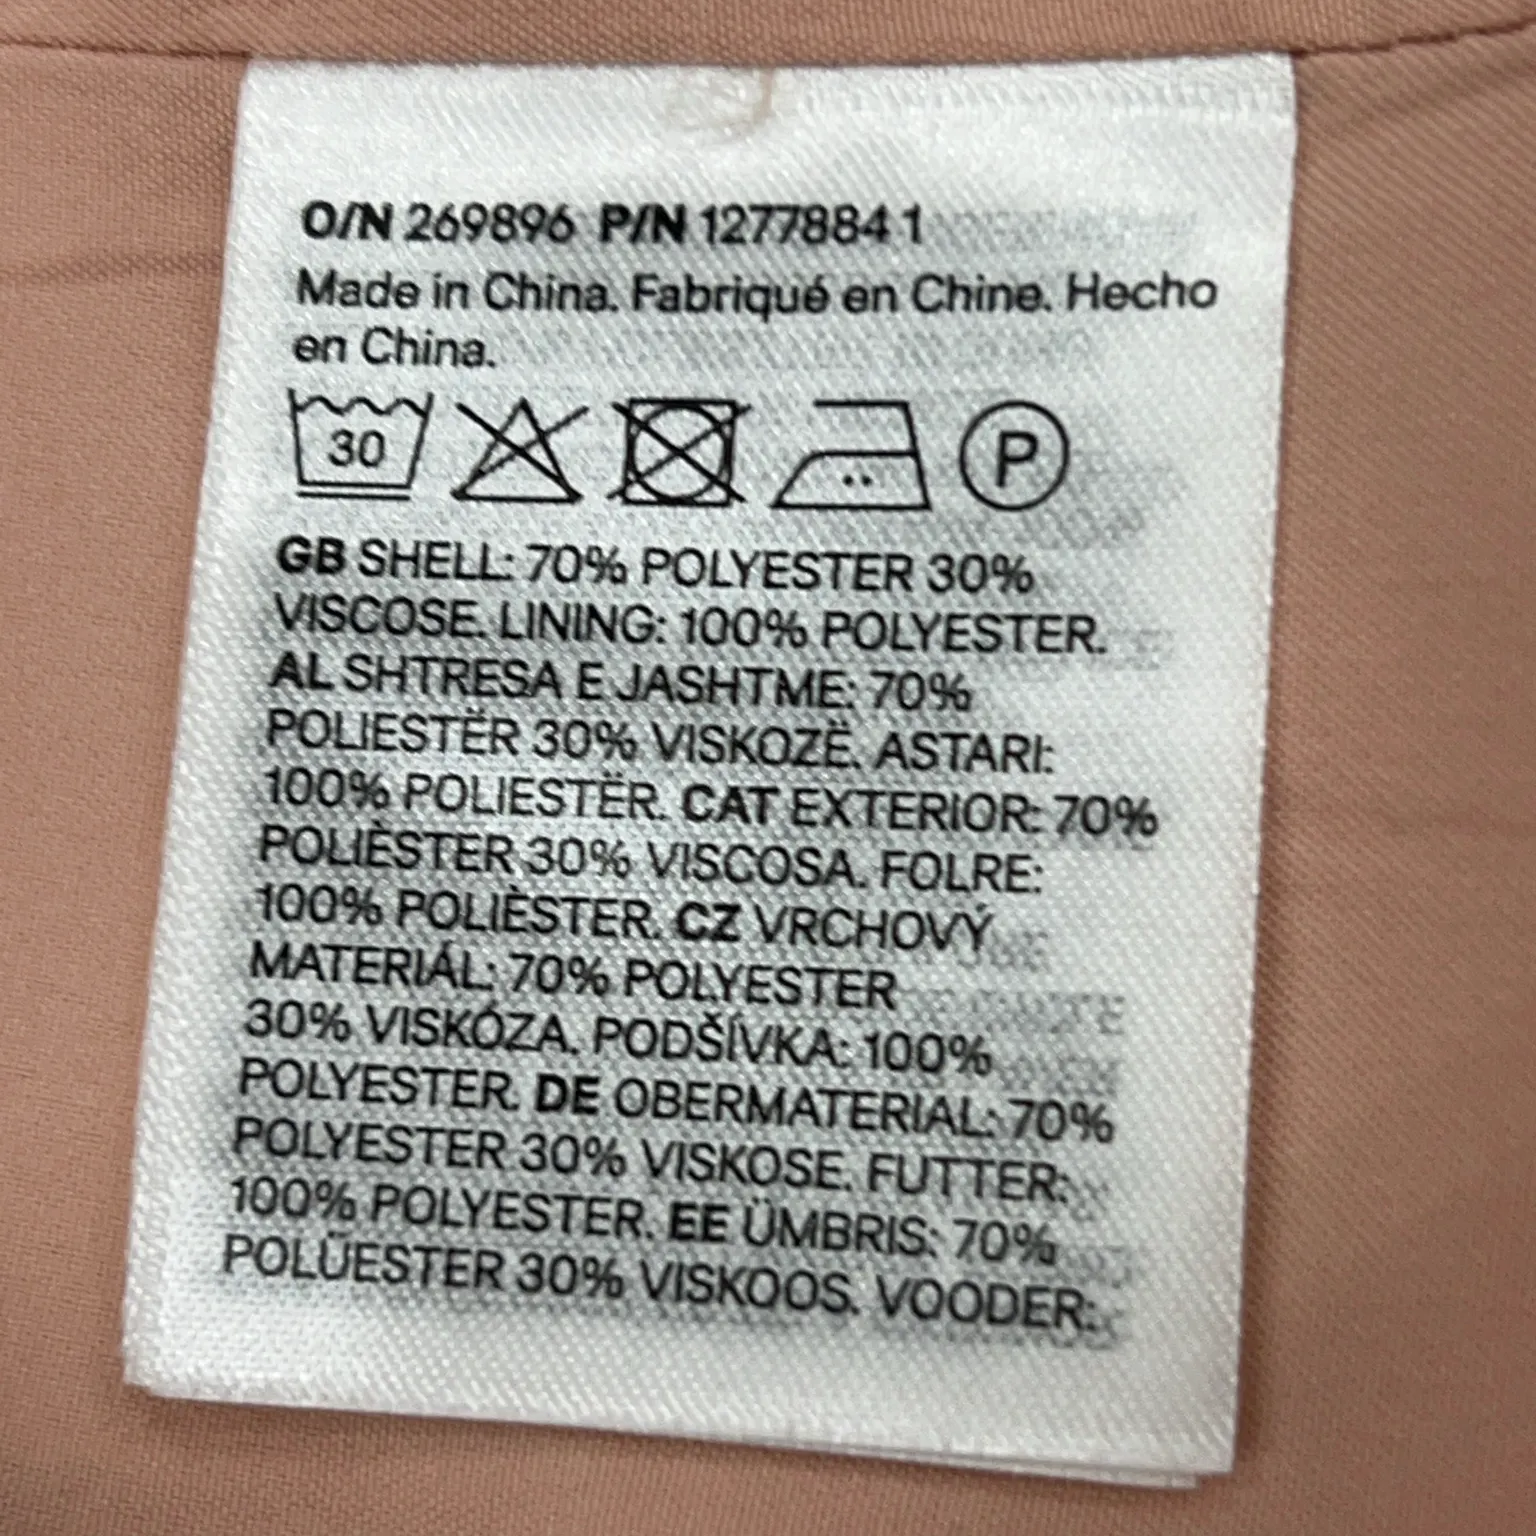 O/N 269896 P/N 1277884 1
Made in China. Fabriqué en Chine. Hecho
en China.
30
P
GB SHELL: 70% POLYESTER 30%
VISCOSE. LINING: 100% POLYESTER.
AL SHTRESA E JASHTME: 70%
POLIESTËR 30% VISKOZË. ASTARI:
100% POLIESTËR. CAT EXTERIOR: 70%
POLIÈSTER 30% VISCOSA. FOLRE:
100% POLIÈSTER. CZ VRCHOVÝ
MATERIÁL: 70% POLYESTER
30% VISKÓZA. PODŠÍVKA: 100%
POLYESTER. DE OBERMATERIAL: 70%
POLYESTER 30% VISKOSE. FUTTER:
100% POLYESTER. EE ÜMBRIS: 70%
POLÜESTER 30% VISKOOS. VOODER: